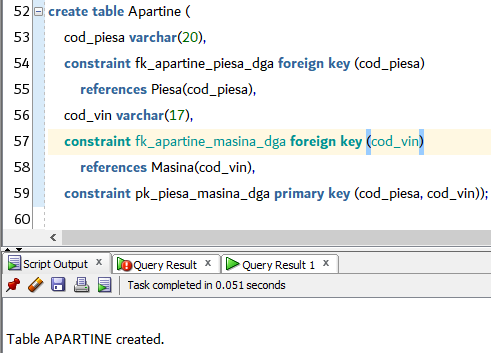 52 create table Apartine (
53 cod_piesa varchar(20),
54 constraint fk_apartine_piesa_dga foreign key (cod_piesa)
55 references Piesa(cod_piesa),
56 cod_vin varchar(17),
57 constraint fk_apartine_masina_dga foreign key (cod_vin)
58 references Masina(cod_vin),
59 constraint pk_piesa_masina_dga primary key (cod_piesa, cod_vin));
60
Script Output x Query Result x Query Result 1 x
Task completed in 0.051 seconds
Table APARTINE created.